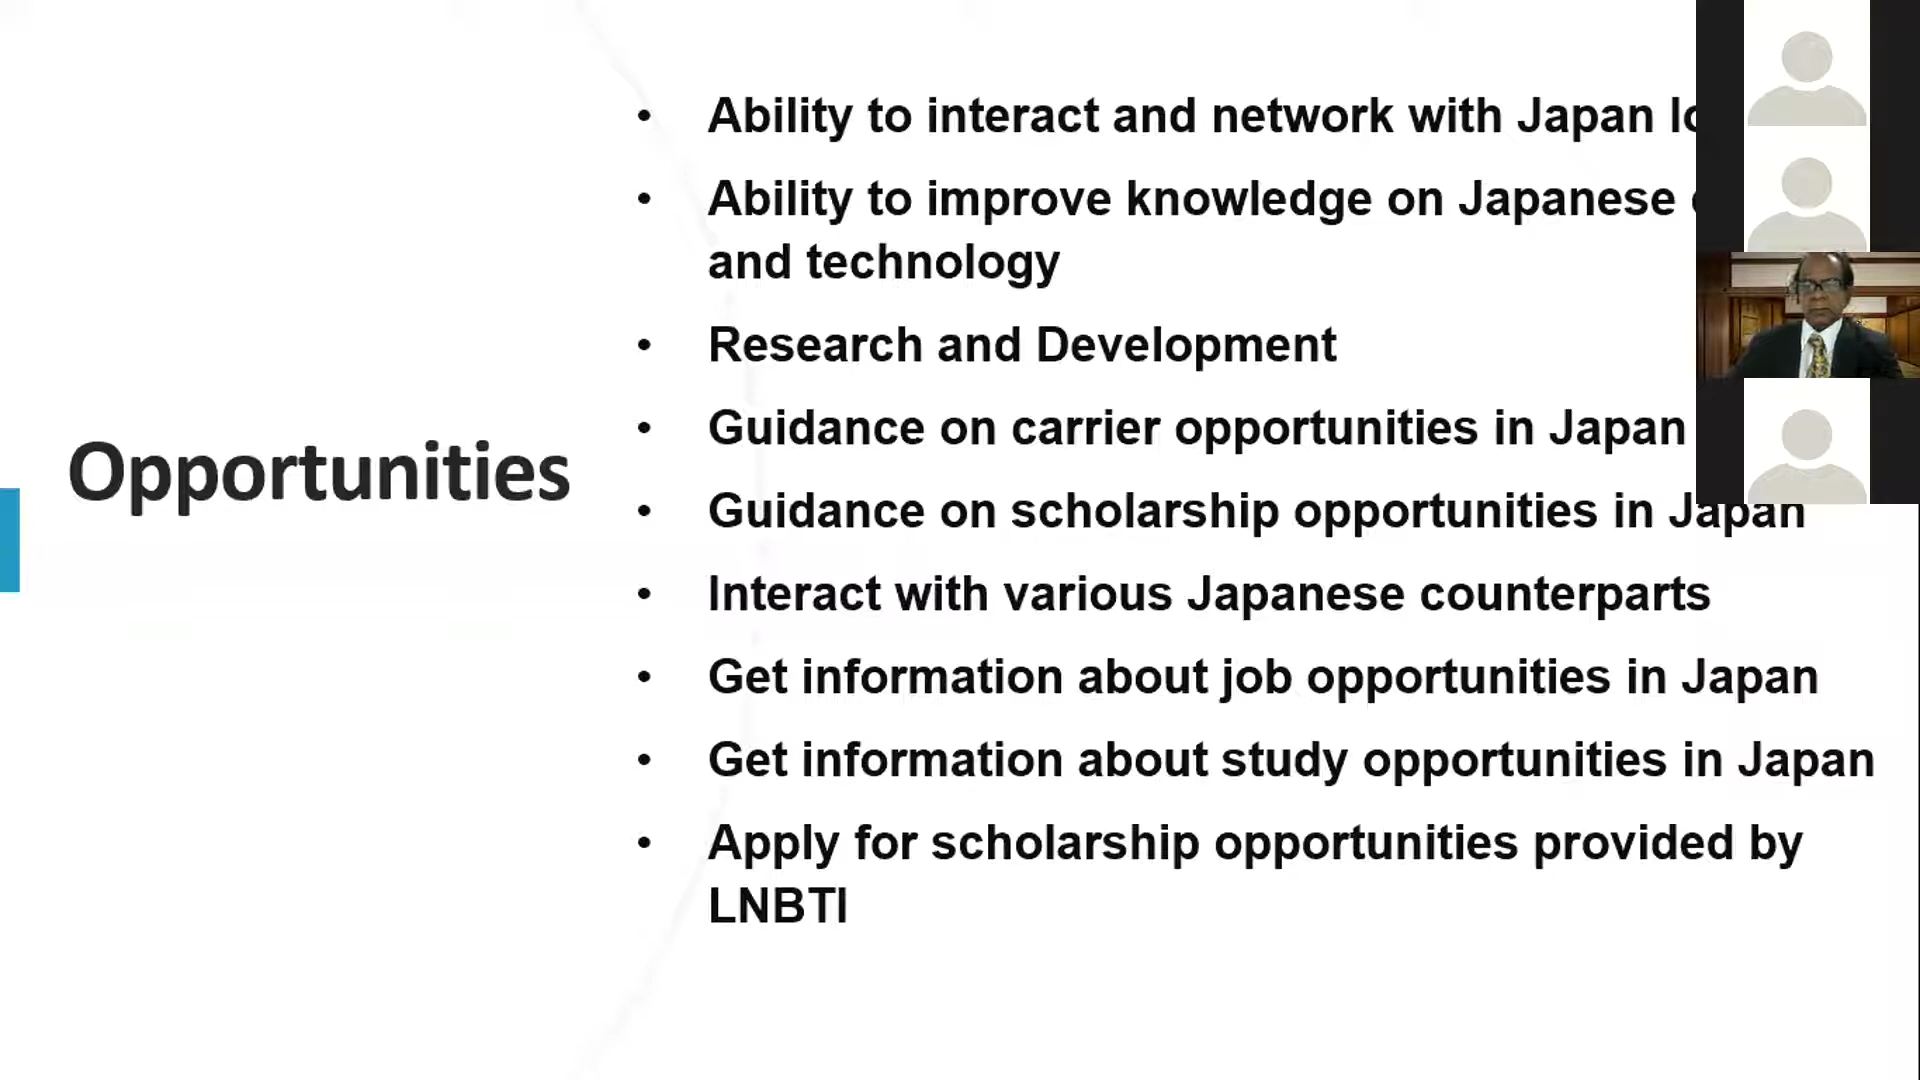 Opportunities
• Ability to interact and network with Japan
• Ability to improve knowledge on Japanese
and technology
• Research and Development
• Guidance on carrier opportunities in Japan
• Guidance on scholarship opportunities in Japan
• Interact with various Japanese counterparts
• Get information about job opportunities in Japan
• Get information about study opportunities in Japan
• Apply for scholarship opportunities provided by
LNBTI